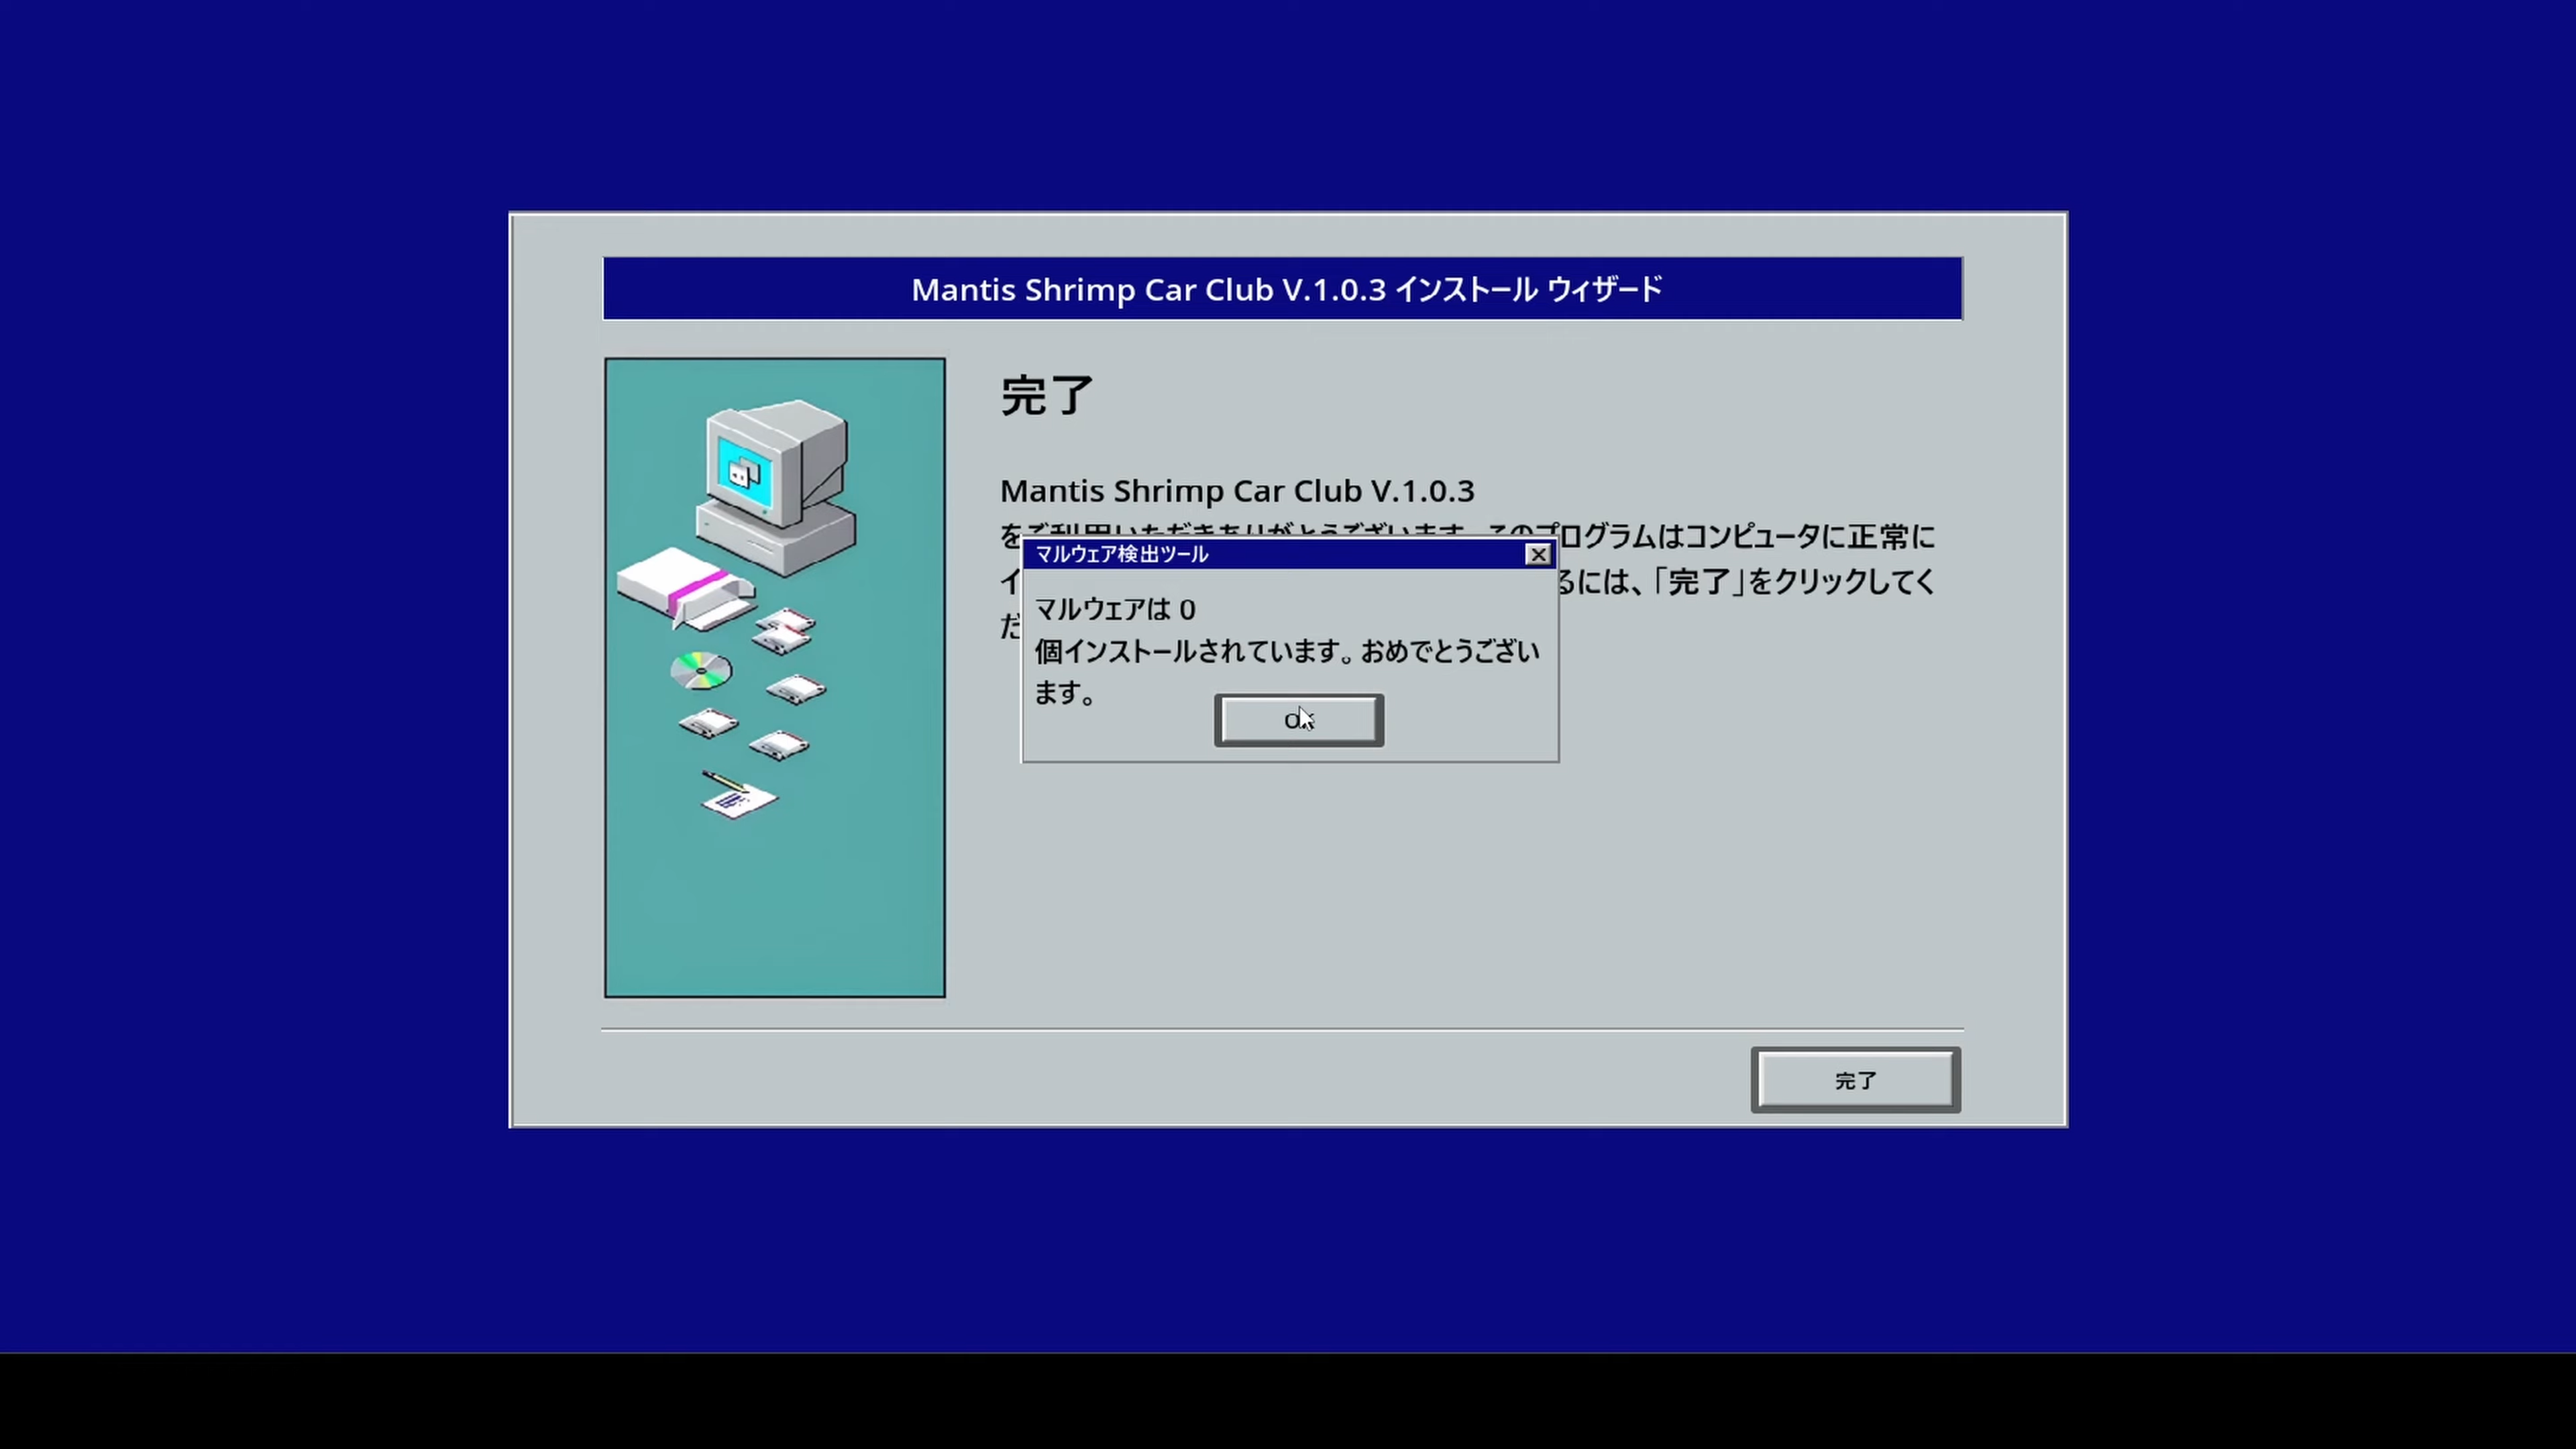 Mantis Shrimp Car Club V.1.0.3 インストール ウィザード
完了
Mantis Shrimp Car Club V.1.0.3
をご利用いただきありがとうございます。このプログラムはコンピュータに正常に
イ るには、「完了」をクリックしてく
だ
マルウェア検出ツール
マルウェアは 0
個インストールされています。おめでとうござい
ます。
OK
完了